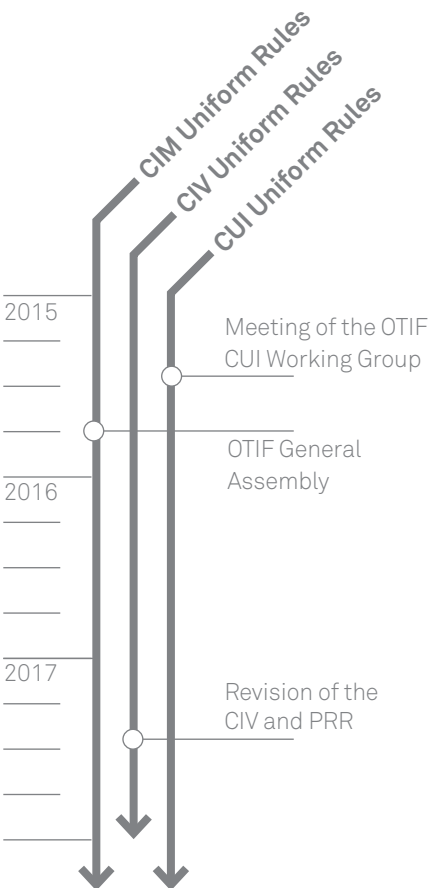 CIM Uniform Rules
CIV Uniform Rules
CUI Uniform Rules
2015
Meeting of the OTIF
CUI Working Group
OTIF General
Assembly
2016
2017
Revision of the
CIV and PRR